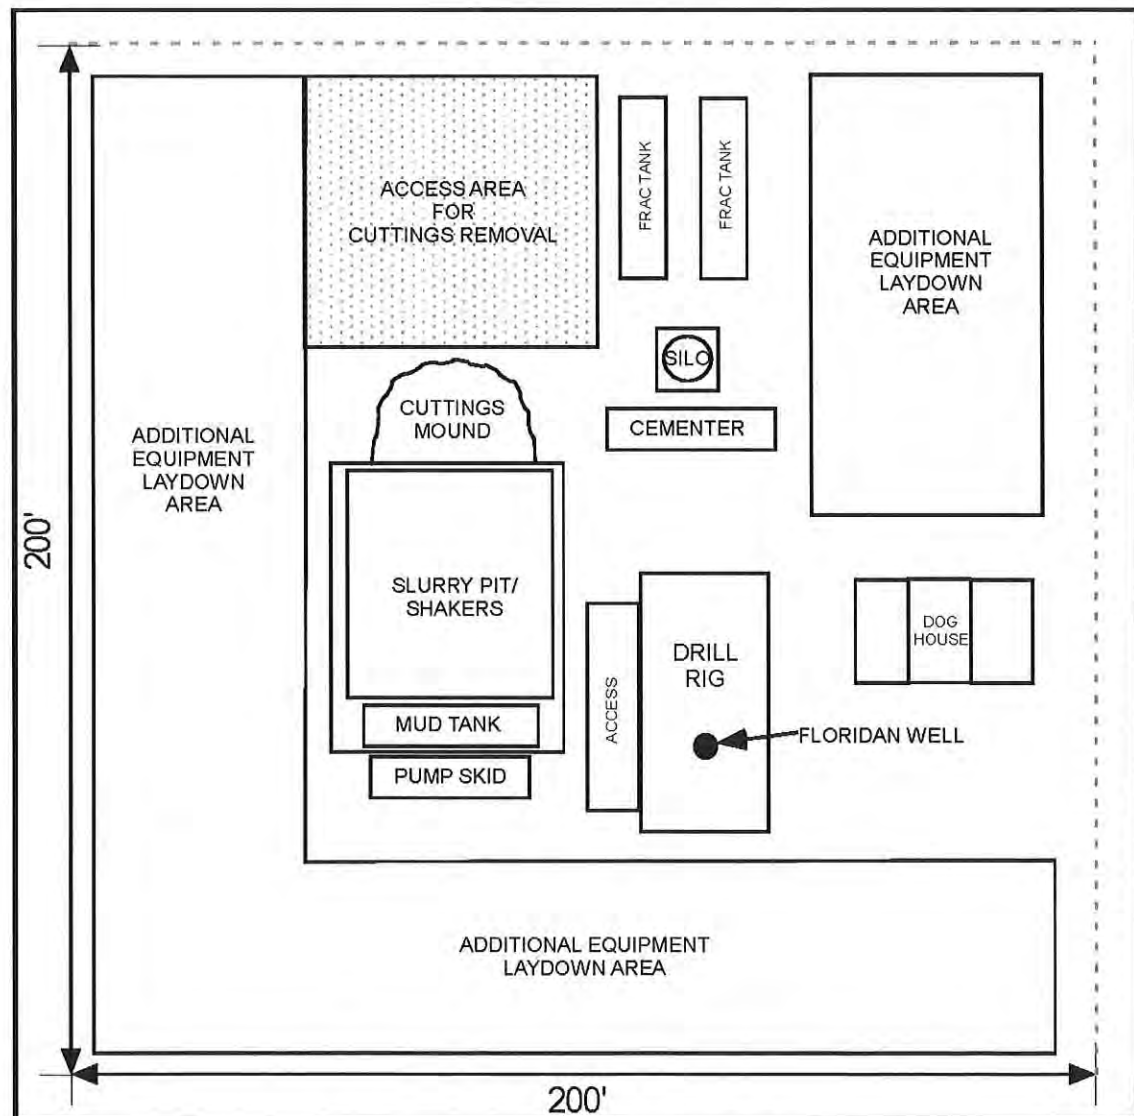 ACCESS AREA
FOR
CUTTINGS REMOVAL
FRAC TANK
FRAC TANK
ADDITIONAL
EQUIPMENT
LAYDOWN
AREA
SILO
CUTTINGS
MOUND
CEMENTER
ADDITIONAL
EQUIPMENT
LAYDOWN
AREA
200'
SLURRY PIT/
SHAKERS
DRILL
RIG
DOG
HOUSE
ACCESS
MUD TANK
FLORIDAN WELL
PUMP SKID
ADDITIONAL EQUIPMENT
LAYDOWN AREA
200'